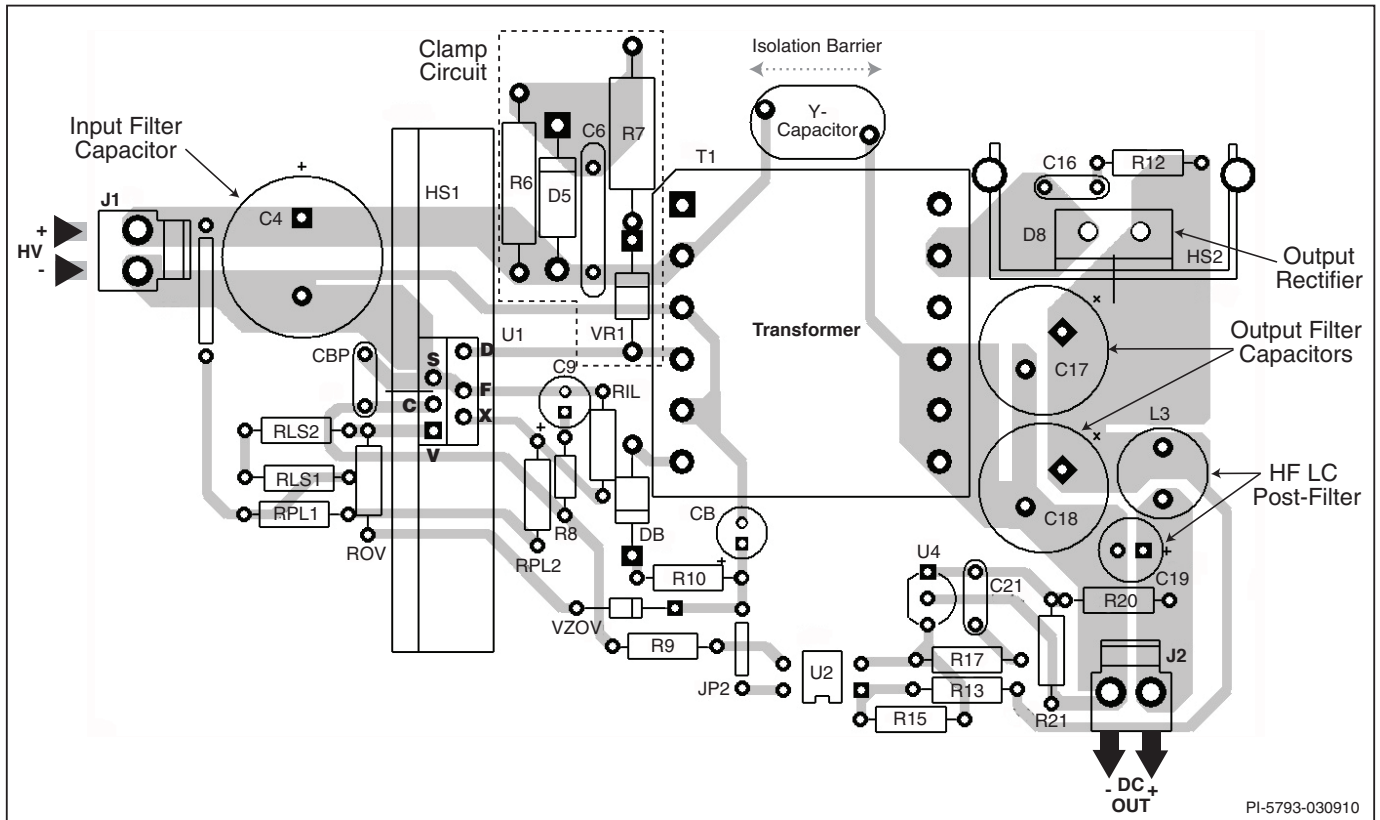 Isolation Barrier
Clamp
Circuit
Y-
Capacitor
Input Filter
Capacitor
+
J1
+
HV
-
C4
HS1
R6
D5
C6
R7
T1
C16
R12
D8
HS2
Output
Rectifier
Transformer
VR1
U1
CBP
S
D
F
C
X
V
C9
+
RIL
x
C17
Output Filter
Capacitors
x
C18
L3
HF LC
Post-Filter
RLS2
RLS1
RPL1
ROV
RPL2
R8
DB
CB
+
R10
VZOV
R9
JP2
U2
U4
C21
C19
+
R20
R17
R13
R15
R21
J2
- DC +
OUT
PI-5793-030910